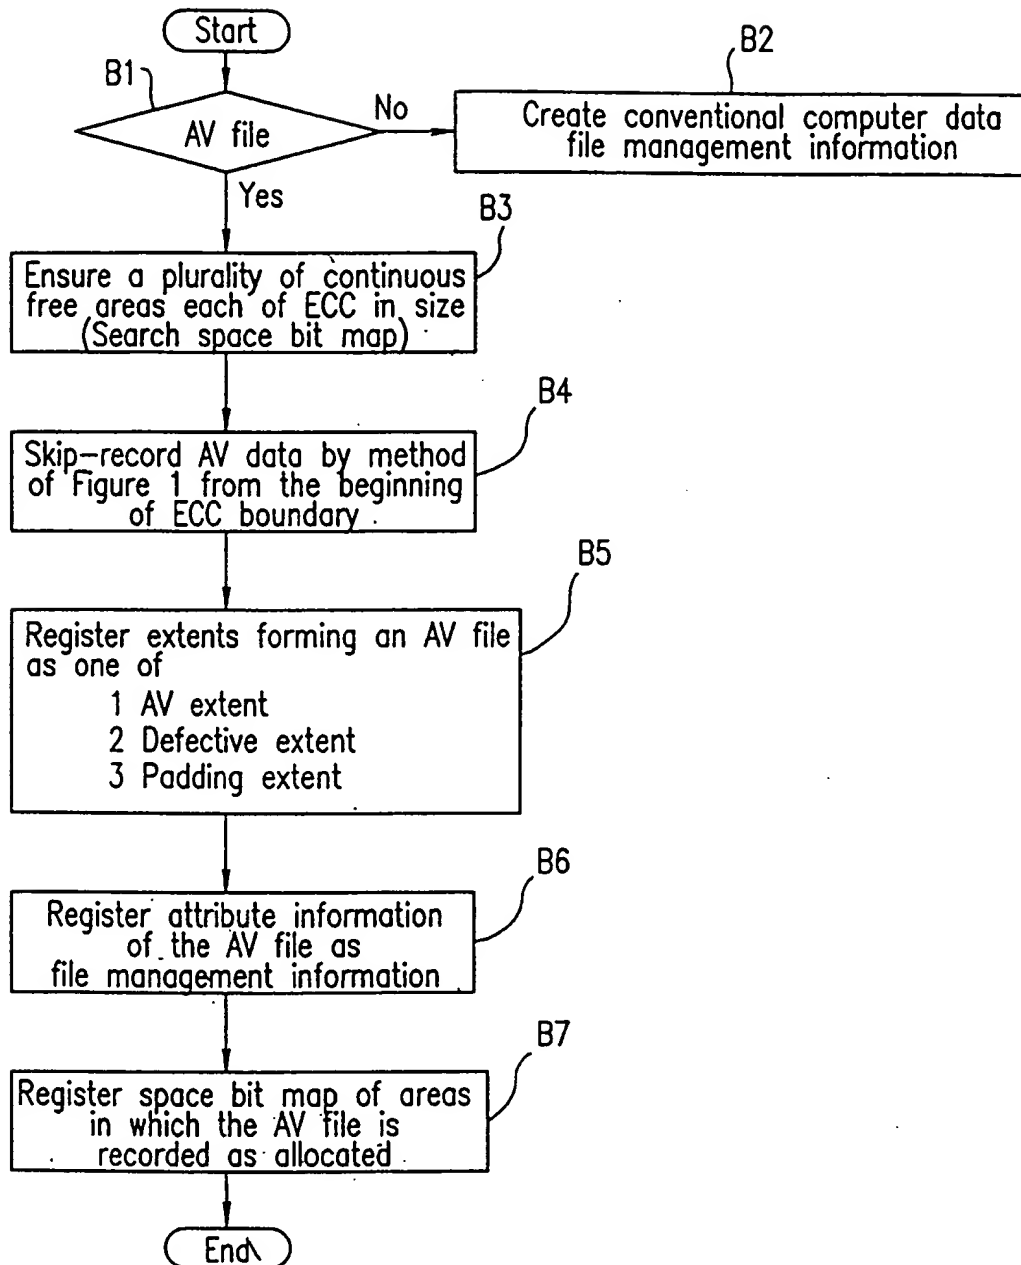 Start
B1
B2
AV file
No
Create conventional computer data
file management information
Yes
B3
Ensure a plurality of continuous
free areas each of ECC in size
(Search space bit map)
B4
Skip-record AV data by method
of Figure 1 from the beginning
of ECC boundary
B5
Register extents forming an AV file
as one of
1 AV extent
2 Defective extent
3 Padding extent
B6
Register attribute information
of the AV file as
file management information
B7
Register space bit map of areas
in which the AV file is
recorded as allocated
End